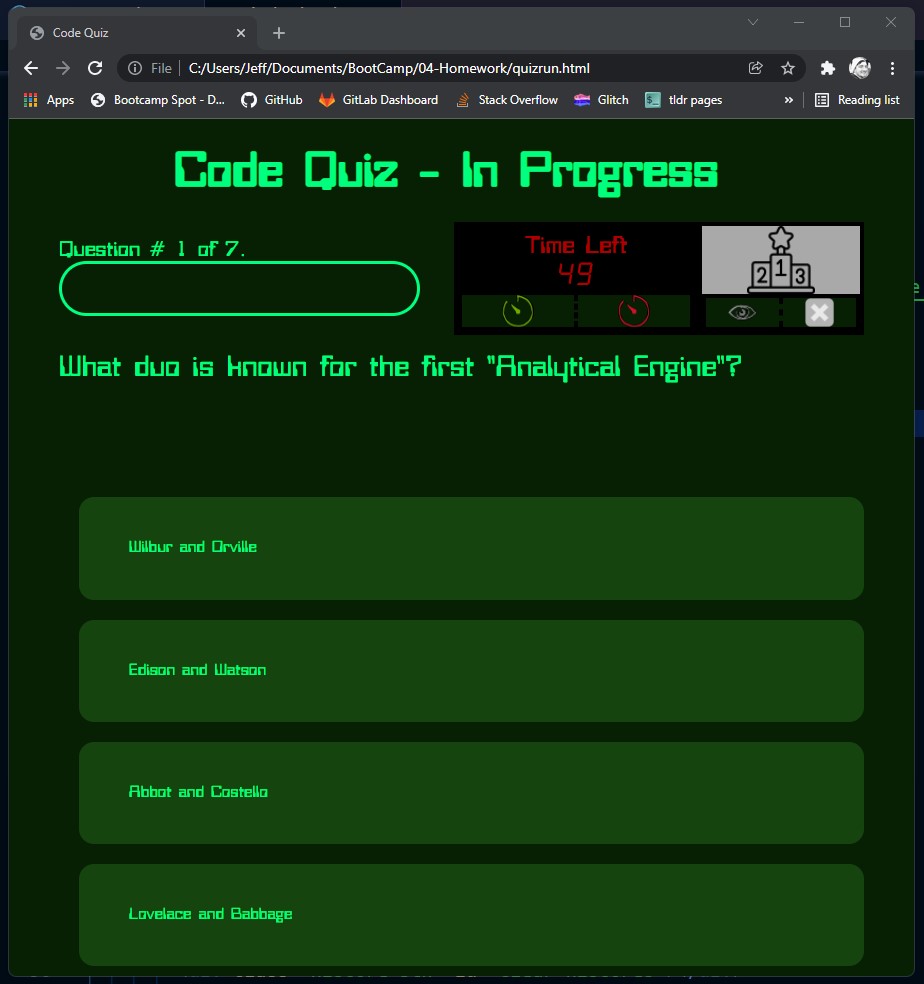 Code Quiz
File
C:/Users/Jeff/Documents/BootCamp/04-Homework/quizrun.html
Apps
Bootcamp Spot - D...
GitHub
GitLab Dashboard
Stack Overflow
Glitch
tldr pages
»
Reading list
Code Quiz - In Progress
Question # 1 of 7.
Time Left
49
2 1 3
What duo is known for the first "Analytical Engine"?
Wilbur and Orville
Edison and Watson
Abbot and Costello
Lovelace and Babbage